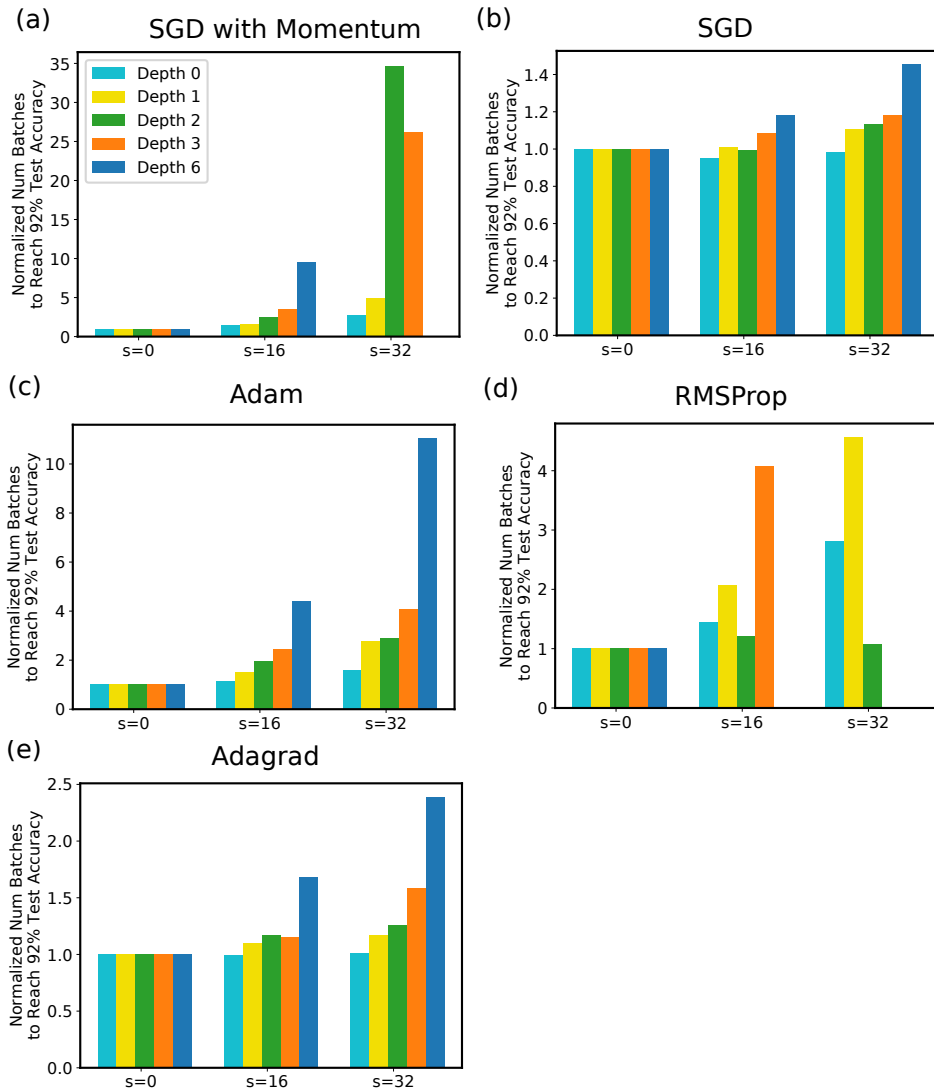 (a)
SGD with Momentum
Normalized Num Batches
to Reach 92% Test Accuracy
35
30
25
20
15
10
5
0
Depth 0
Depth 1
Depth 2
Depth 3
Depth 6
s=0
s=16
s=32
(b)
SGD
Normalized Num Batches
to Reach 92% Test Accuracy
1.4
1.2
1.0
0.8
0.6
0.4
0.2
0.0
s=0
s=16
s=32
(c)
Adam
Normalized Num Batches
to Reach 92% Test Accuracy
10
8
6
4
2
0
s=0
s=16
s=32
(d)
RMSProp
Normalized Num Batches
to Reach 92% Test Accuracy
4
3
2
1
0
s=0
s=16
s=32
(e)
Adagrad
Normalized Num Batches
to Reach 92% Test Accuracy
2.5
2.0
1.5
1.0
0.5
0.0
s=0
s=16
s=32